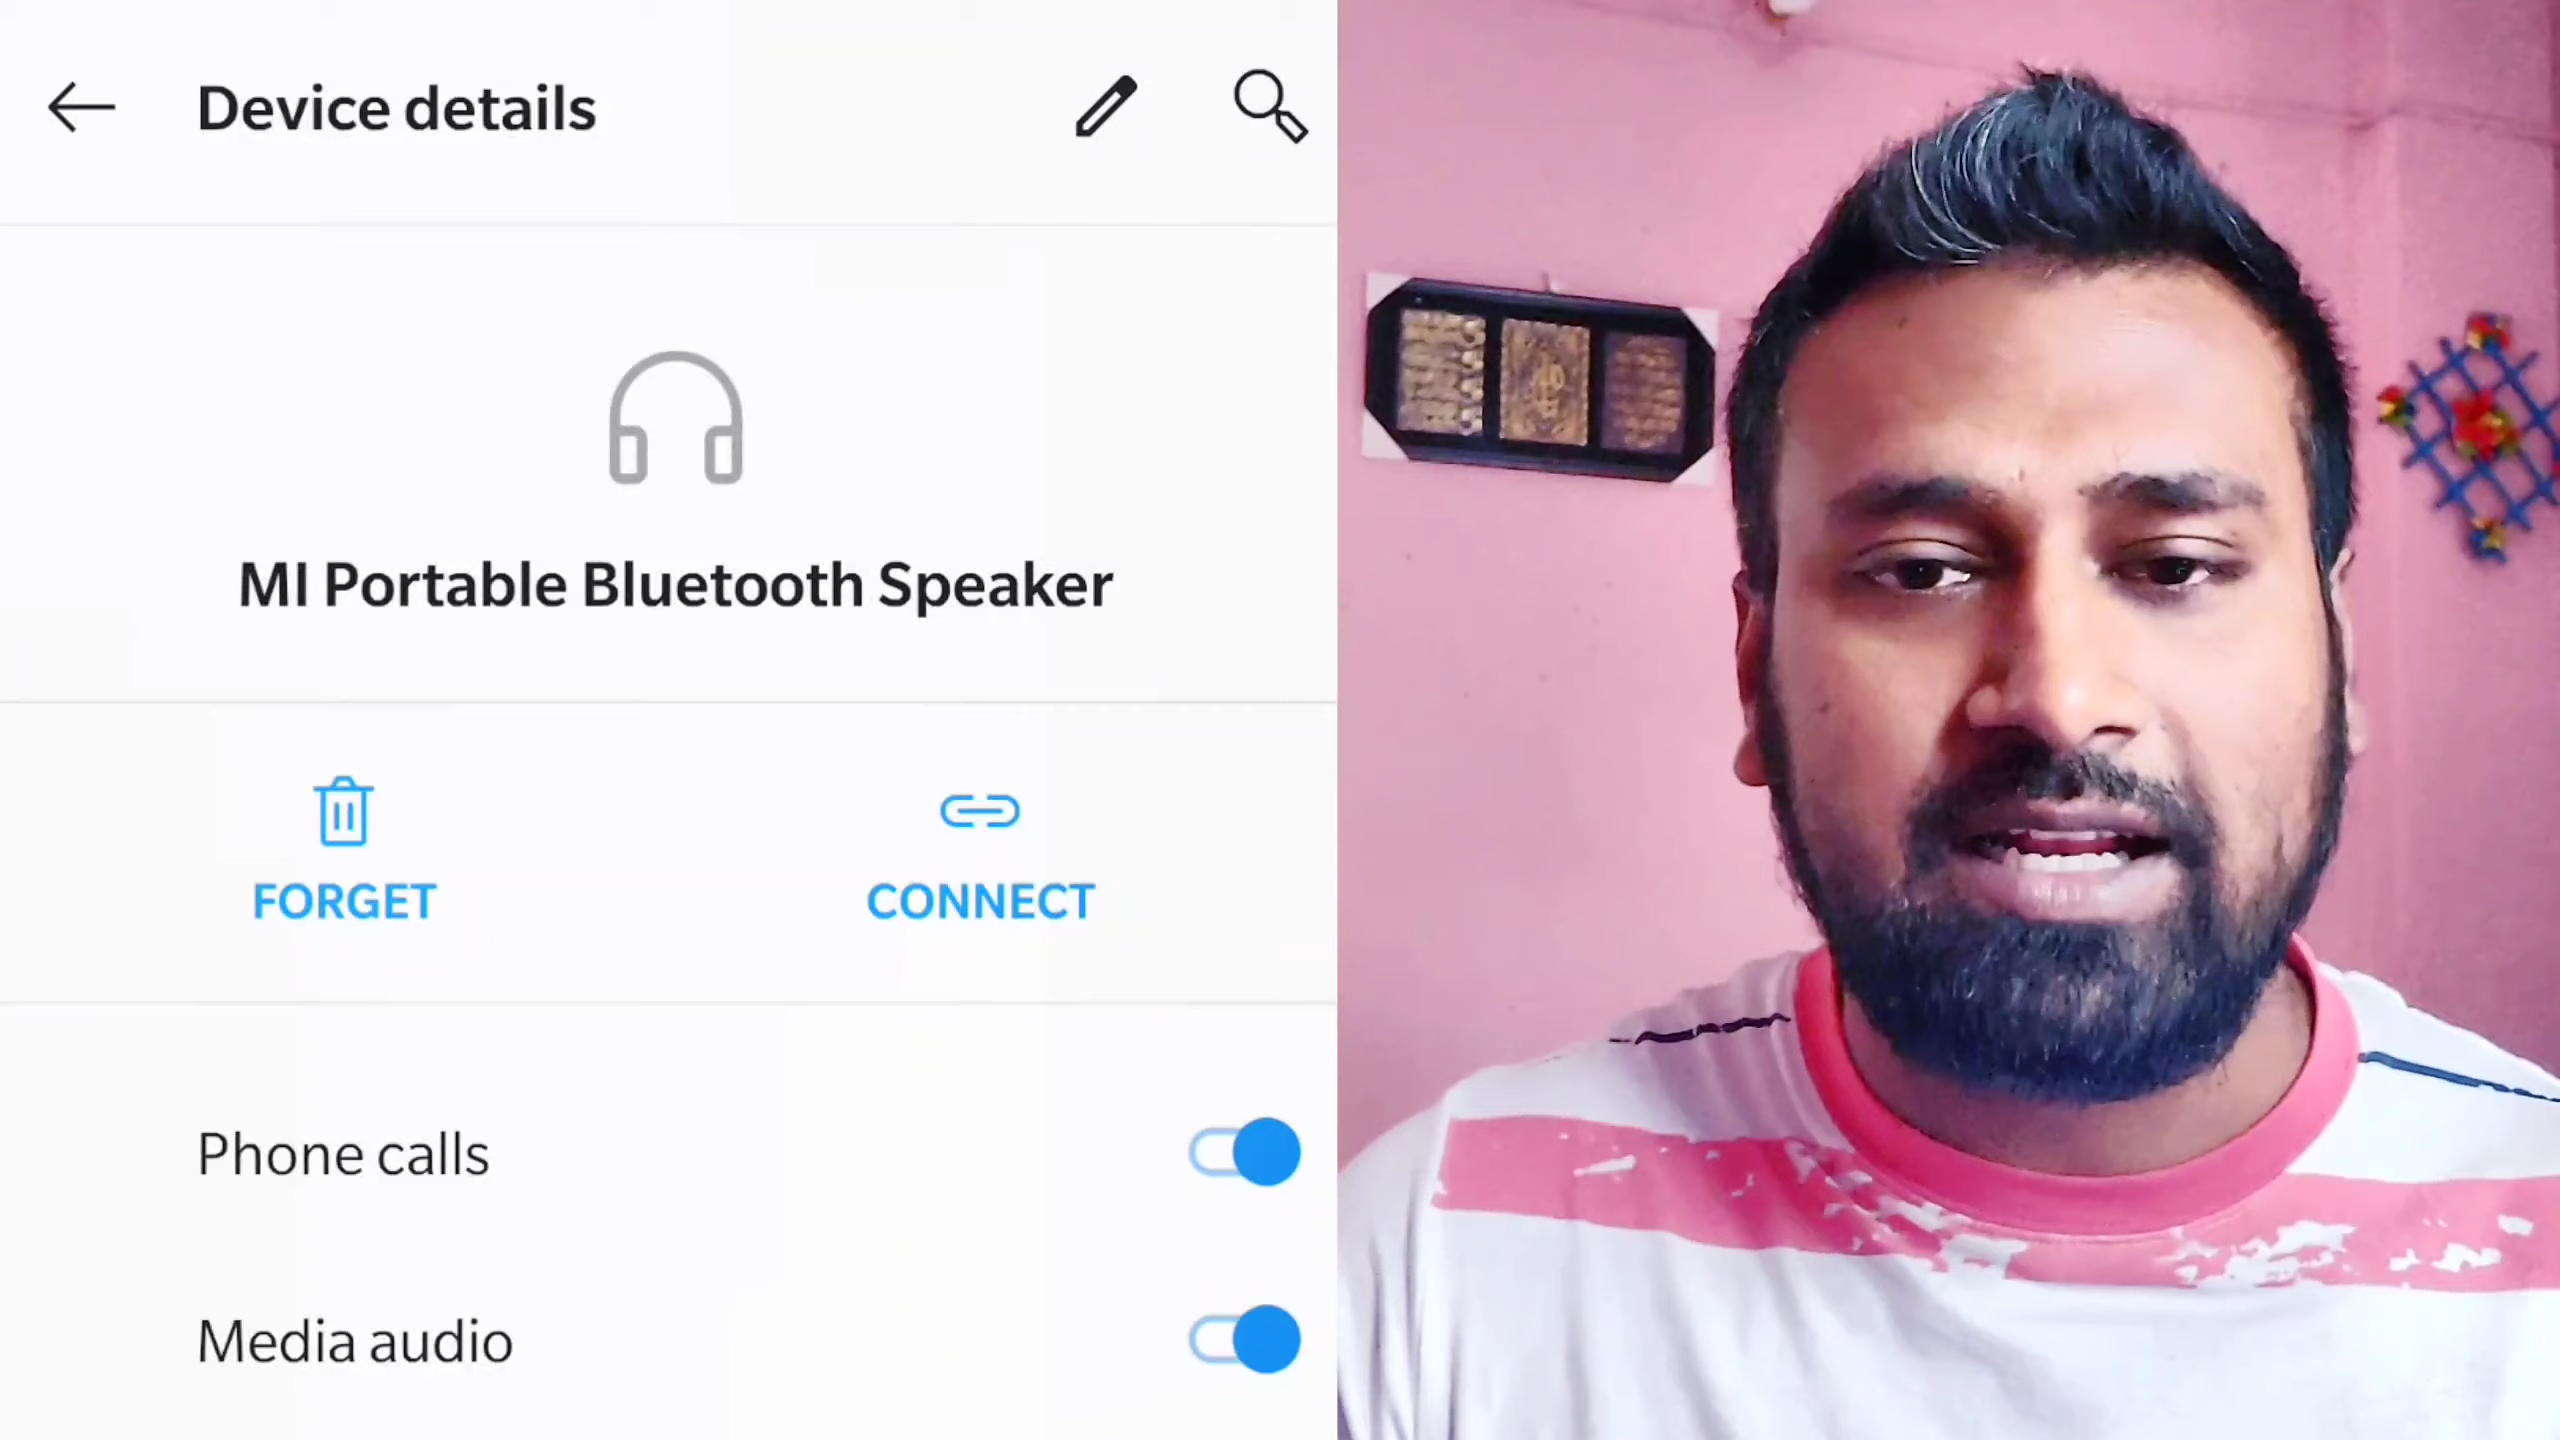 Device details
MI Portable Bluetooth Speaker
FORGET
CONNECT
Phone calls
Media audio